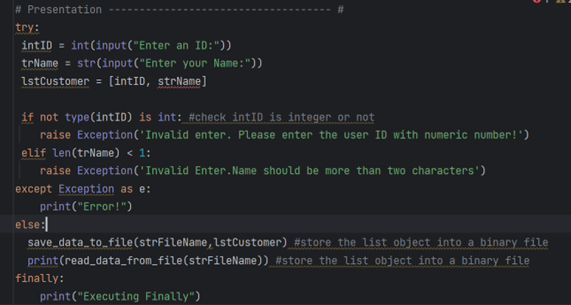 # Presentation ------------------------------------ #
try:
 intID = int(input("Enter an ID:"))
 trName = str(input("Enter your Name:"))
 lstCustomer = [intID, strName]

 if not type(intID) is int: #check intID is integer or not
    raise Exception('Invalid enter. Please enter the user ID with numeric number!')
 elif len(trName) < 1:
    raise Exception('Invalid Enter.Name should be more than two characters')
except Exception as e:
    print("Error!")
else:
  save_data_to_file(strFileName,lstCustomer) #store the list object into a binary file
  print(read_data_from_file(strFileName)) #store the list object into a binary file
finally:
    print("Executing Finally")